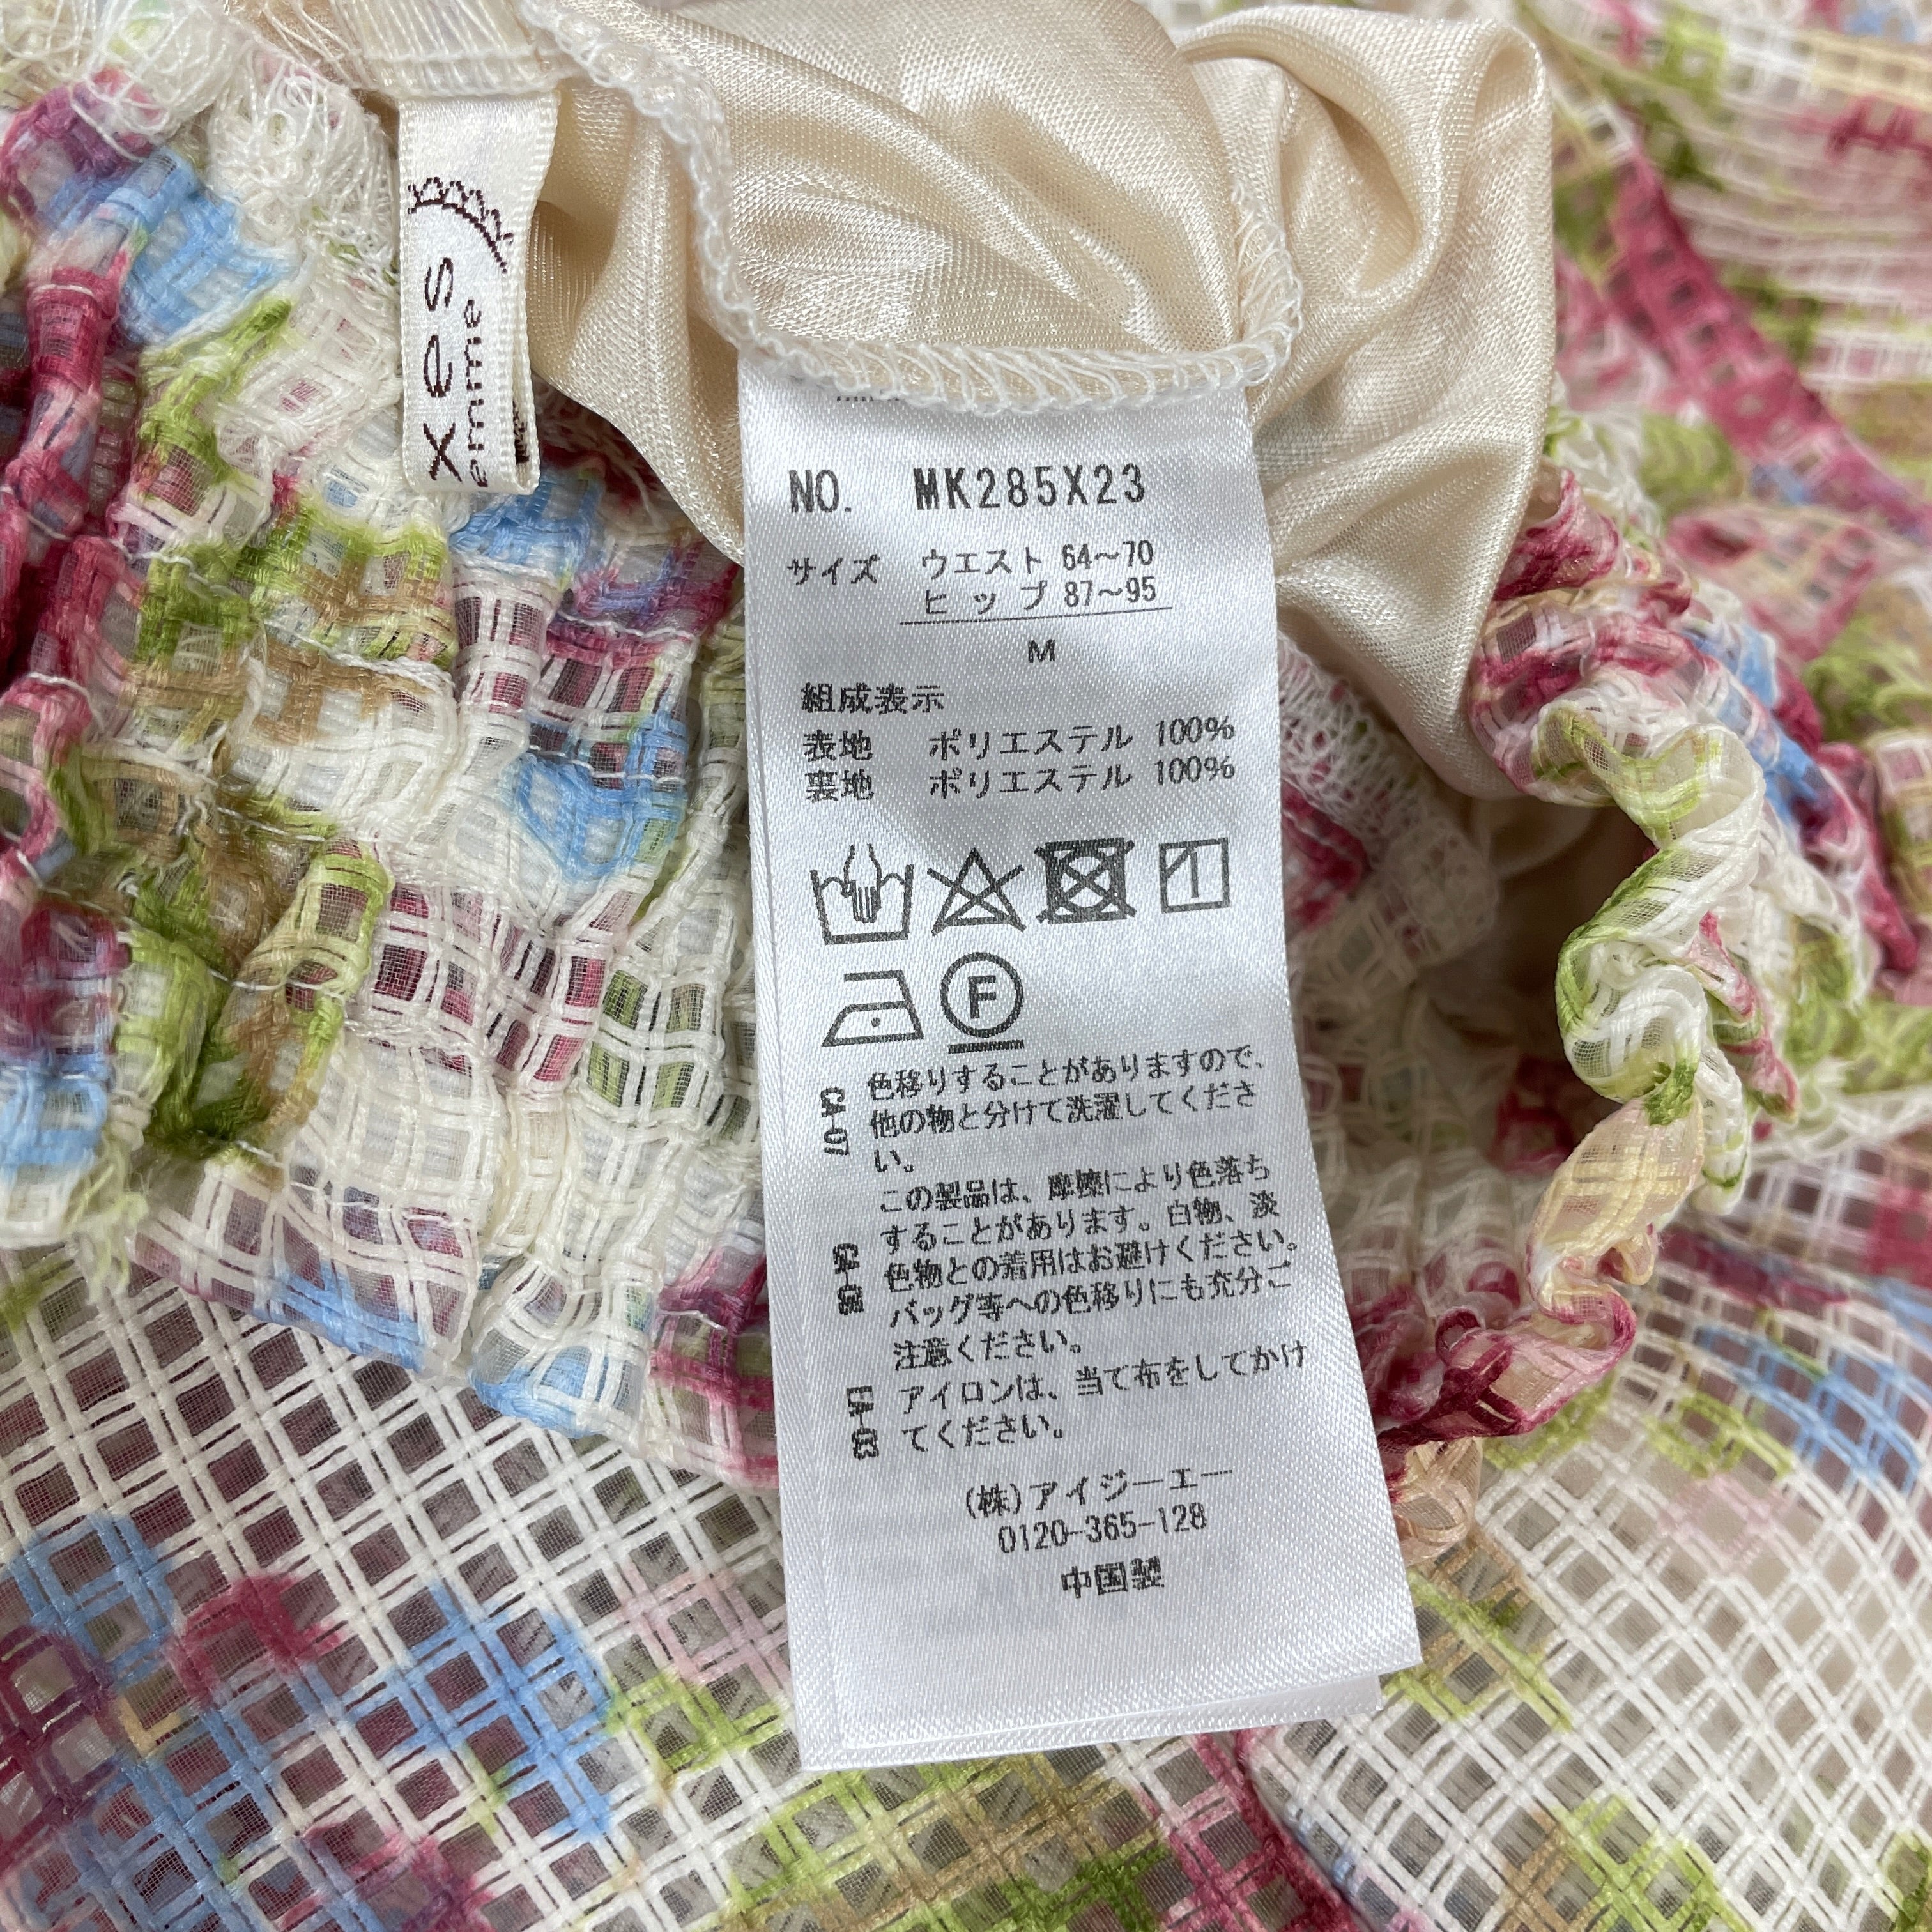 xes
emme
NO. MK285X23
サイズ ウエスト 64〜70
ヒップ 87〜95
M
組成表示
表地 ポリエステル 100%
裏地 ポリエステル 100%
F
CA-07 色移りすることがありますので、
他の物と分けて洗濯してくださ
い。
この製品は、摩擦により色落ち
することがあります。白物、淡
色物との着用はお避けください。
バッグ等への色移りにも充分ご
注意ください。
アイロンは、当て布をしてかけ
てください。
(株)アイジーエー
0120-365-128
中国製